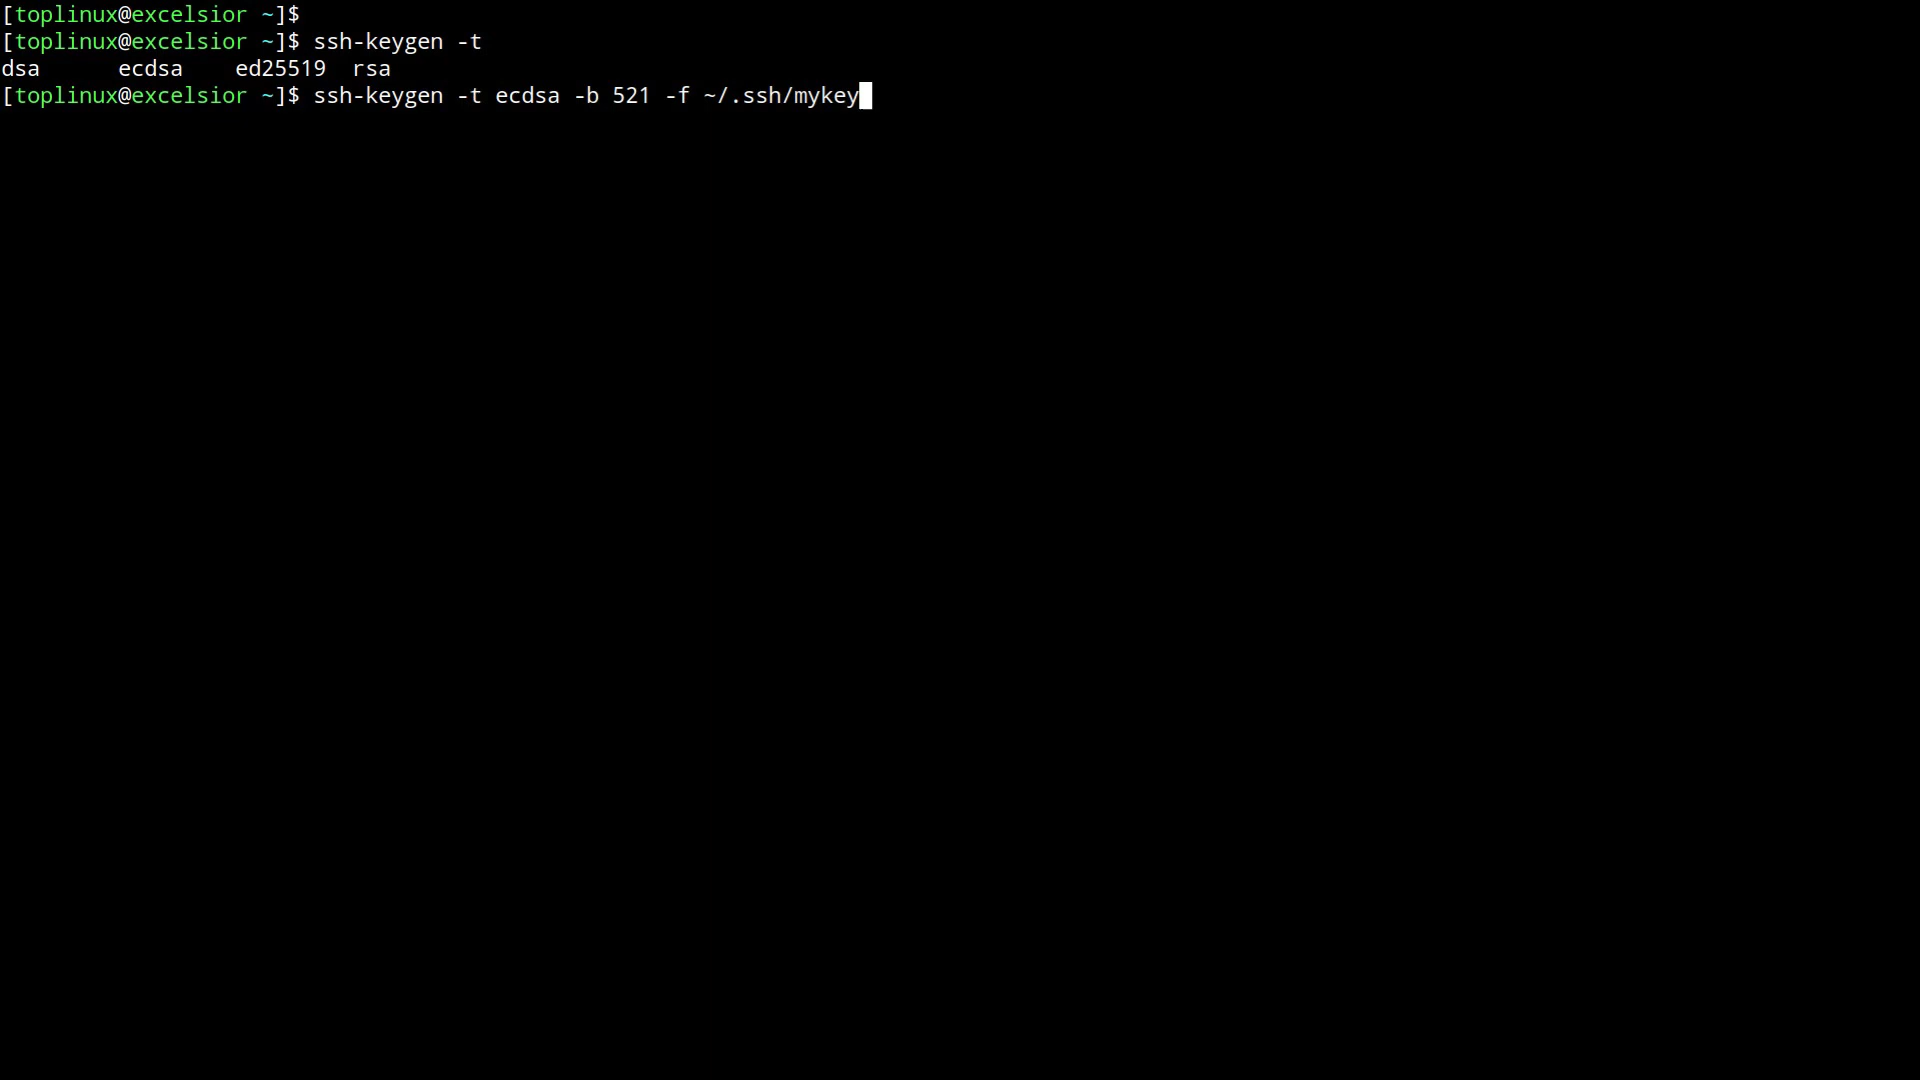 [toplinux@excelsior ~]$
[toplinux@excelsior ~]$ ssh-keygen -t
dsa      ecdsa    ed25519  rsa
[toplinux@excelsior ~]$ ssh-keygen -t ecdsa -b 521 -f ~/.ssh/mykey